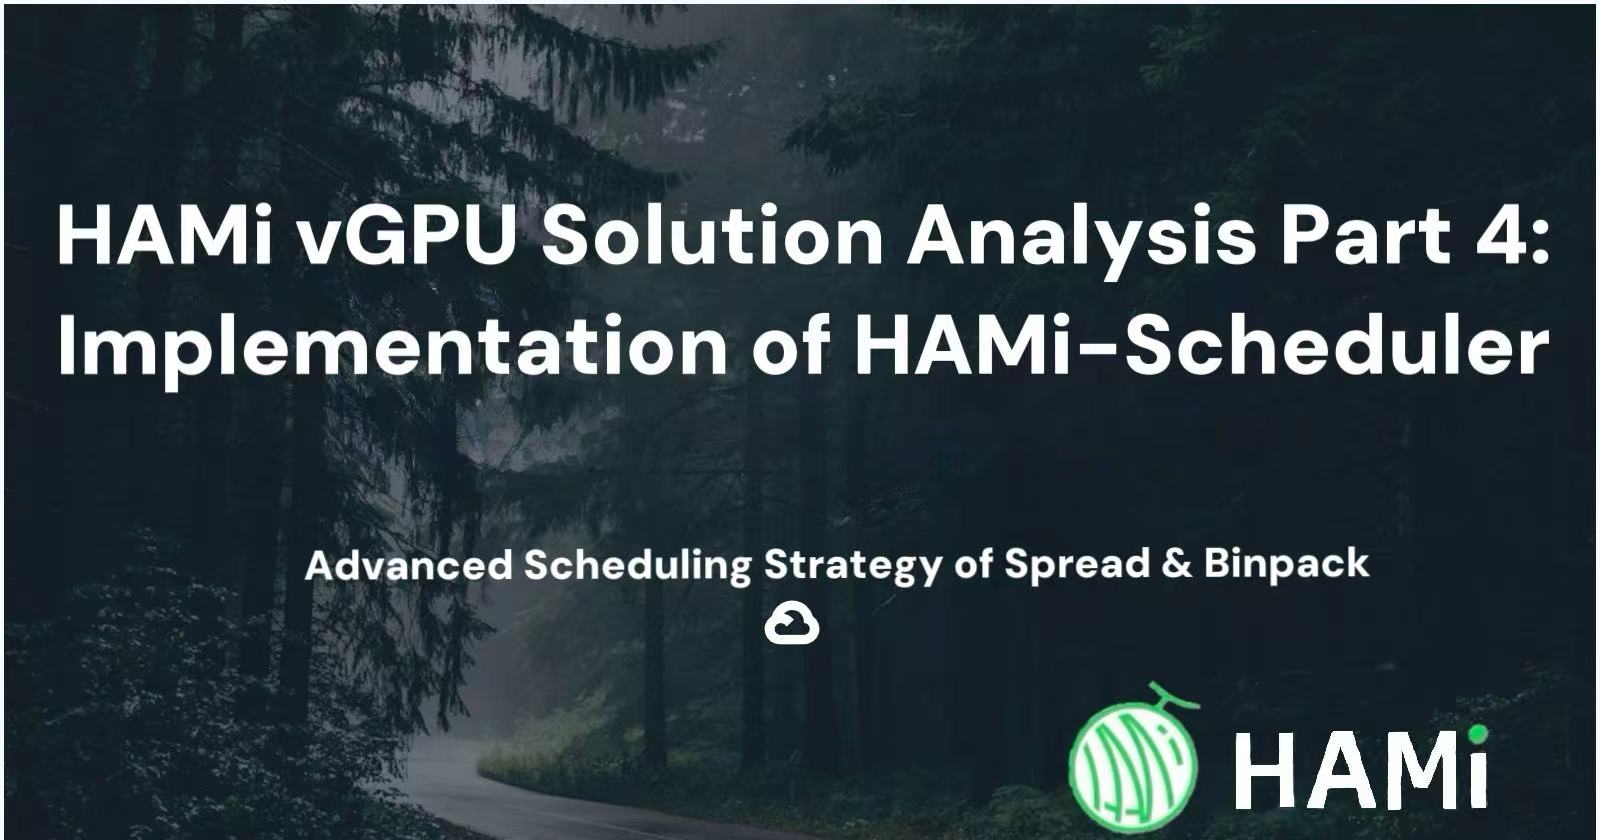 HAMi vGPU Solution Analysis Part 4:
Implementation of HAMi-Scheduler
Advanced Scheduling Strategy of Spread & Binpack
HAMi